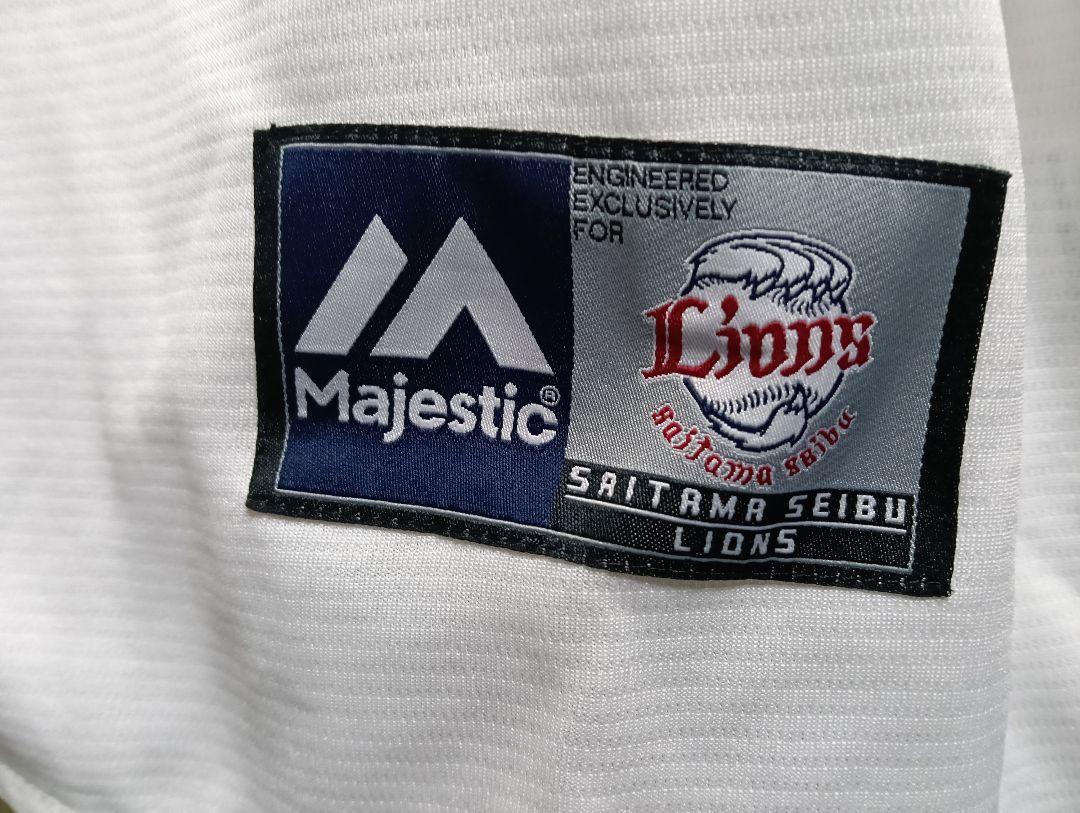 Majestic®
ENGINEERED
EXCLUSIVELY
FOR
Lions
saitama seibu
SAITAMA SEIBU
LIONS